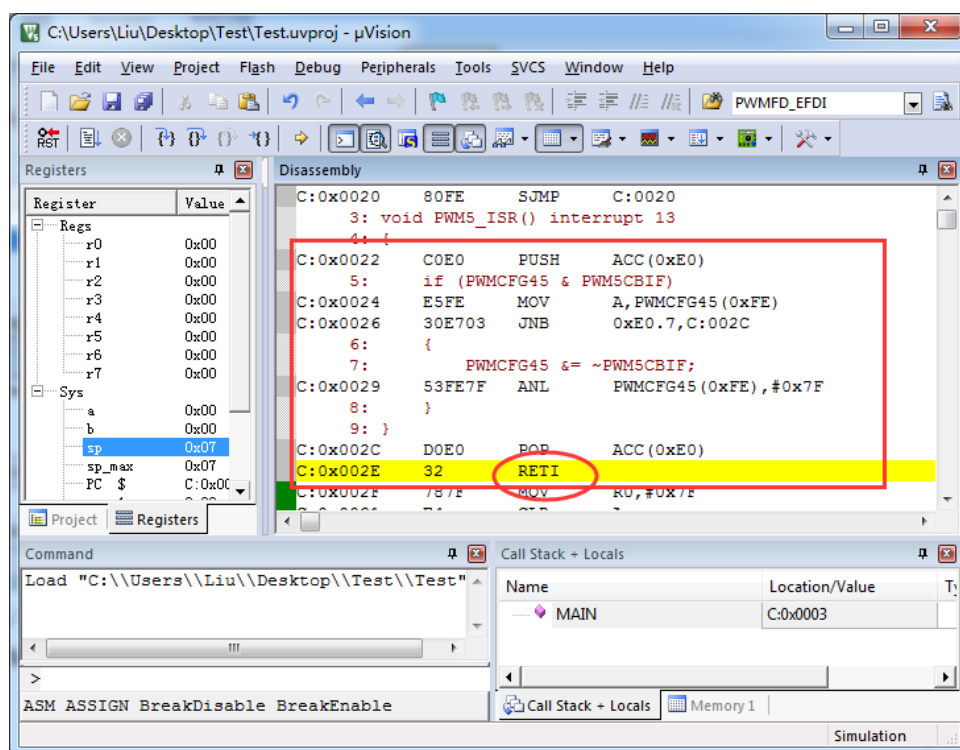 C:\Users\Liu\Desktop\Test\Test.uvproj - µVision
File Edit View Project Flash Debug Peripherals Tools SVCS Window Help
PWMFD_EFDI
RST
Registers
Register Value
Regs
r0 0x00
r1 0x00
r2 0x00
r3 0x00
r4 0x00
r5 0x00
r6 0x00
r7 0x00
Sys
a 0x00
b 0x00
sp 0x07
sp_max 0x07
PC $ C:0x00
Project Registers
Disassembly
C:0x0020 80FE SJMP C:0020
3: void PWM5_ISR() interrupt 13
4: {
C:0x0022 C0E0 PUSH ACC(0xE0)
5: if (PWMCFG45 & PWM5CBIF)
C:0x0024 E5FE MOV A,PWMCFG45(0xFE)
C:0x0026 30E703 JNB 0xE0.7,C:002C
6: {
7: PWMCFG45 &= ~PWM5CBIF;
C:0x0029 53FE7F ANL PWMCFG45(0xFE),#0x7F
8: }
9: }
C:0x002C D0E0 POP ACC(0xE0)
C:0x002E 32 RETI
C:0x002F 787F MOV R0,#0x7F
Command
Load "C:\\Users\\Liu\\Desktop\\Test\\Test"
>
ASM ASSIGN BreakDisable BreakEnable
Call Stack + Locals
Name Location/Value
MAIN C:0x0003
Call Stack + Locals Memory 1
Simulation